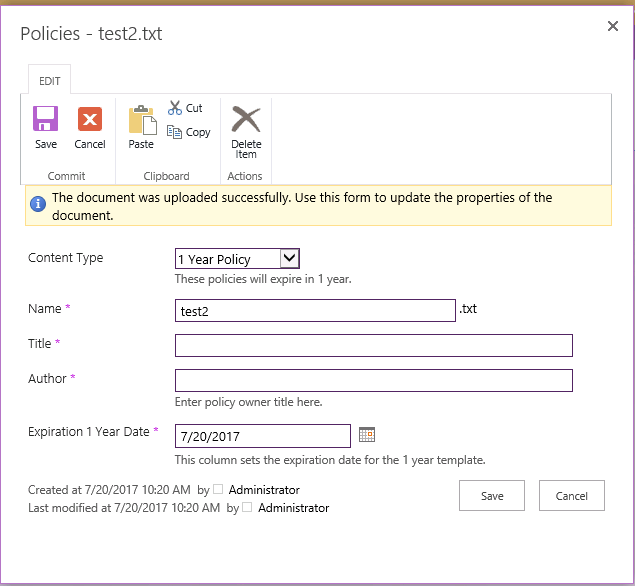 Policies - test2.txt
EDIT
Save
Cancel
Paste
Cut
Copy
Delete
Item
Commit
Clipboard
Actions
The document was uploaded successfully. Use this form to update the properties of the
document.
Content Type
1 Year Policy
These policies will expire in 1 year.
Name *
test2
.txt
Title *
Author *
Enter policy owner title here.
Expiration 1 Year Date *
7/20/2017
This column sets the expiration date for the 1 year template.
Created at 7/20/2017 10:20 AM by Administrator
Last modified at 7/20/2017 10:20 AM by Administrator
Save
Cancel